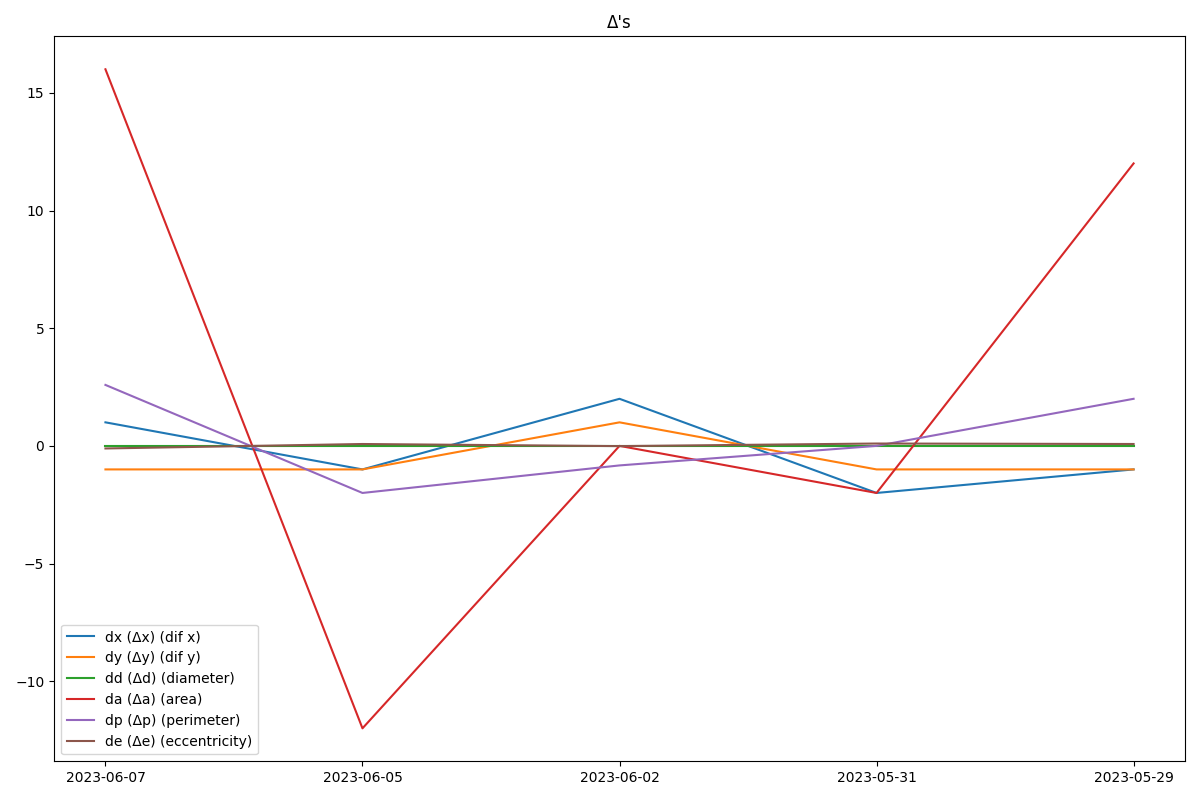 Δ's
15
10
5
0
−5
−10
dx (Δx) (dif x)
dy (Δy) (dif y)
dd (Δd) (diameter)
da (Δa) (area)
dp (Δp) (perimeter)
de (Δe) (eccentricity)
2023-06-07 2023-06-05 2023-06-02 2023-05-31 2023-05-29